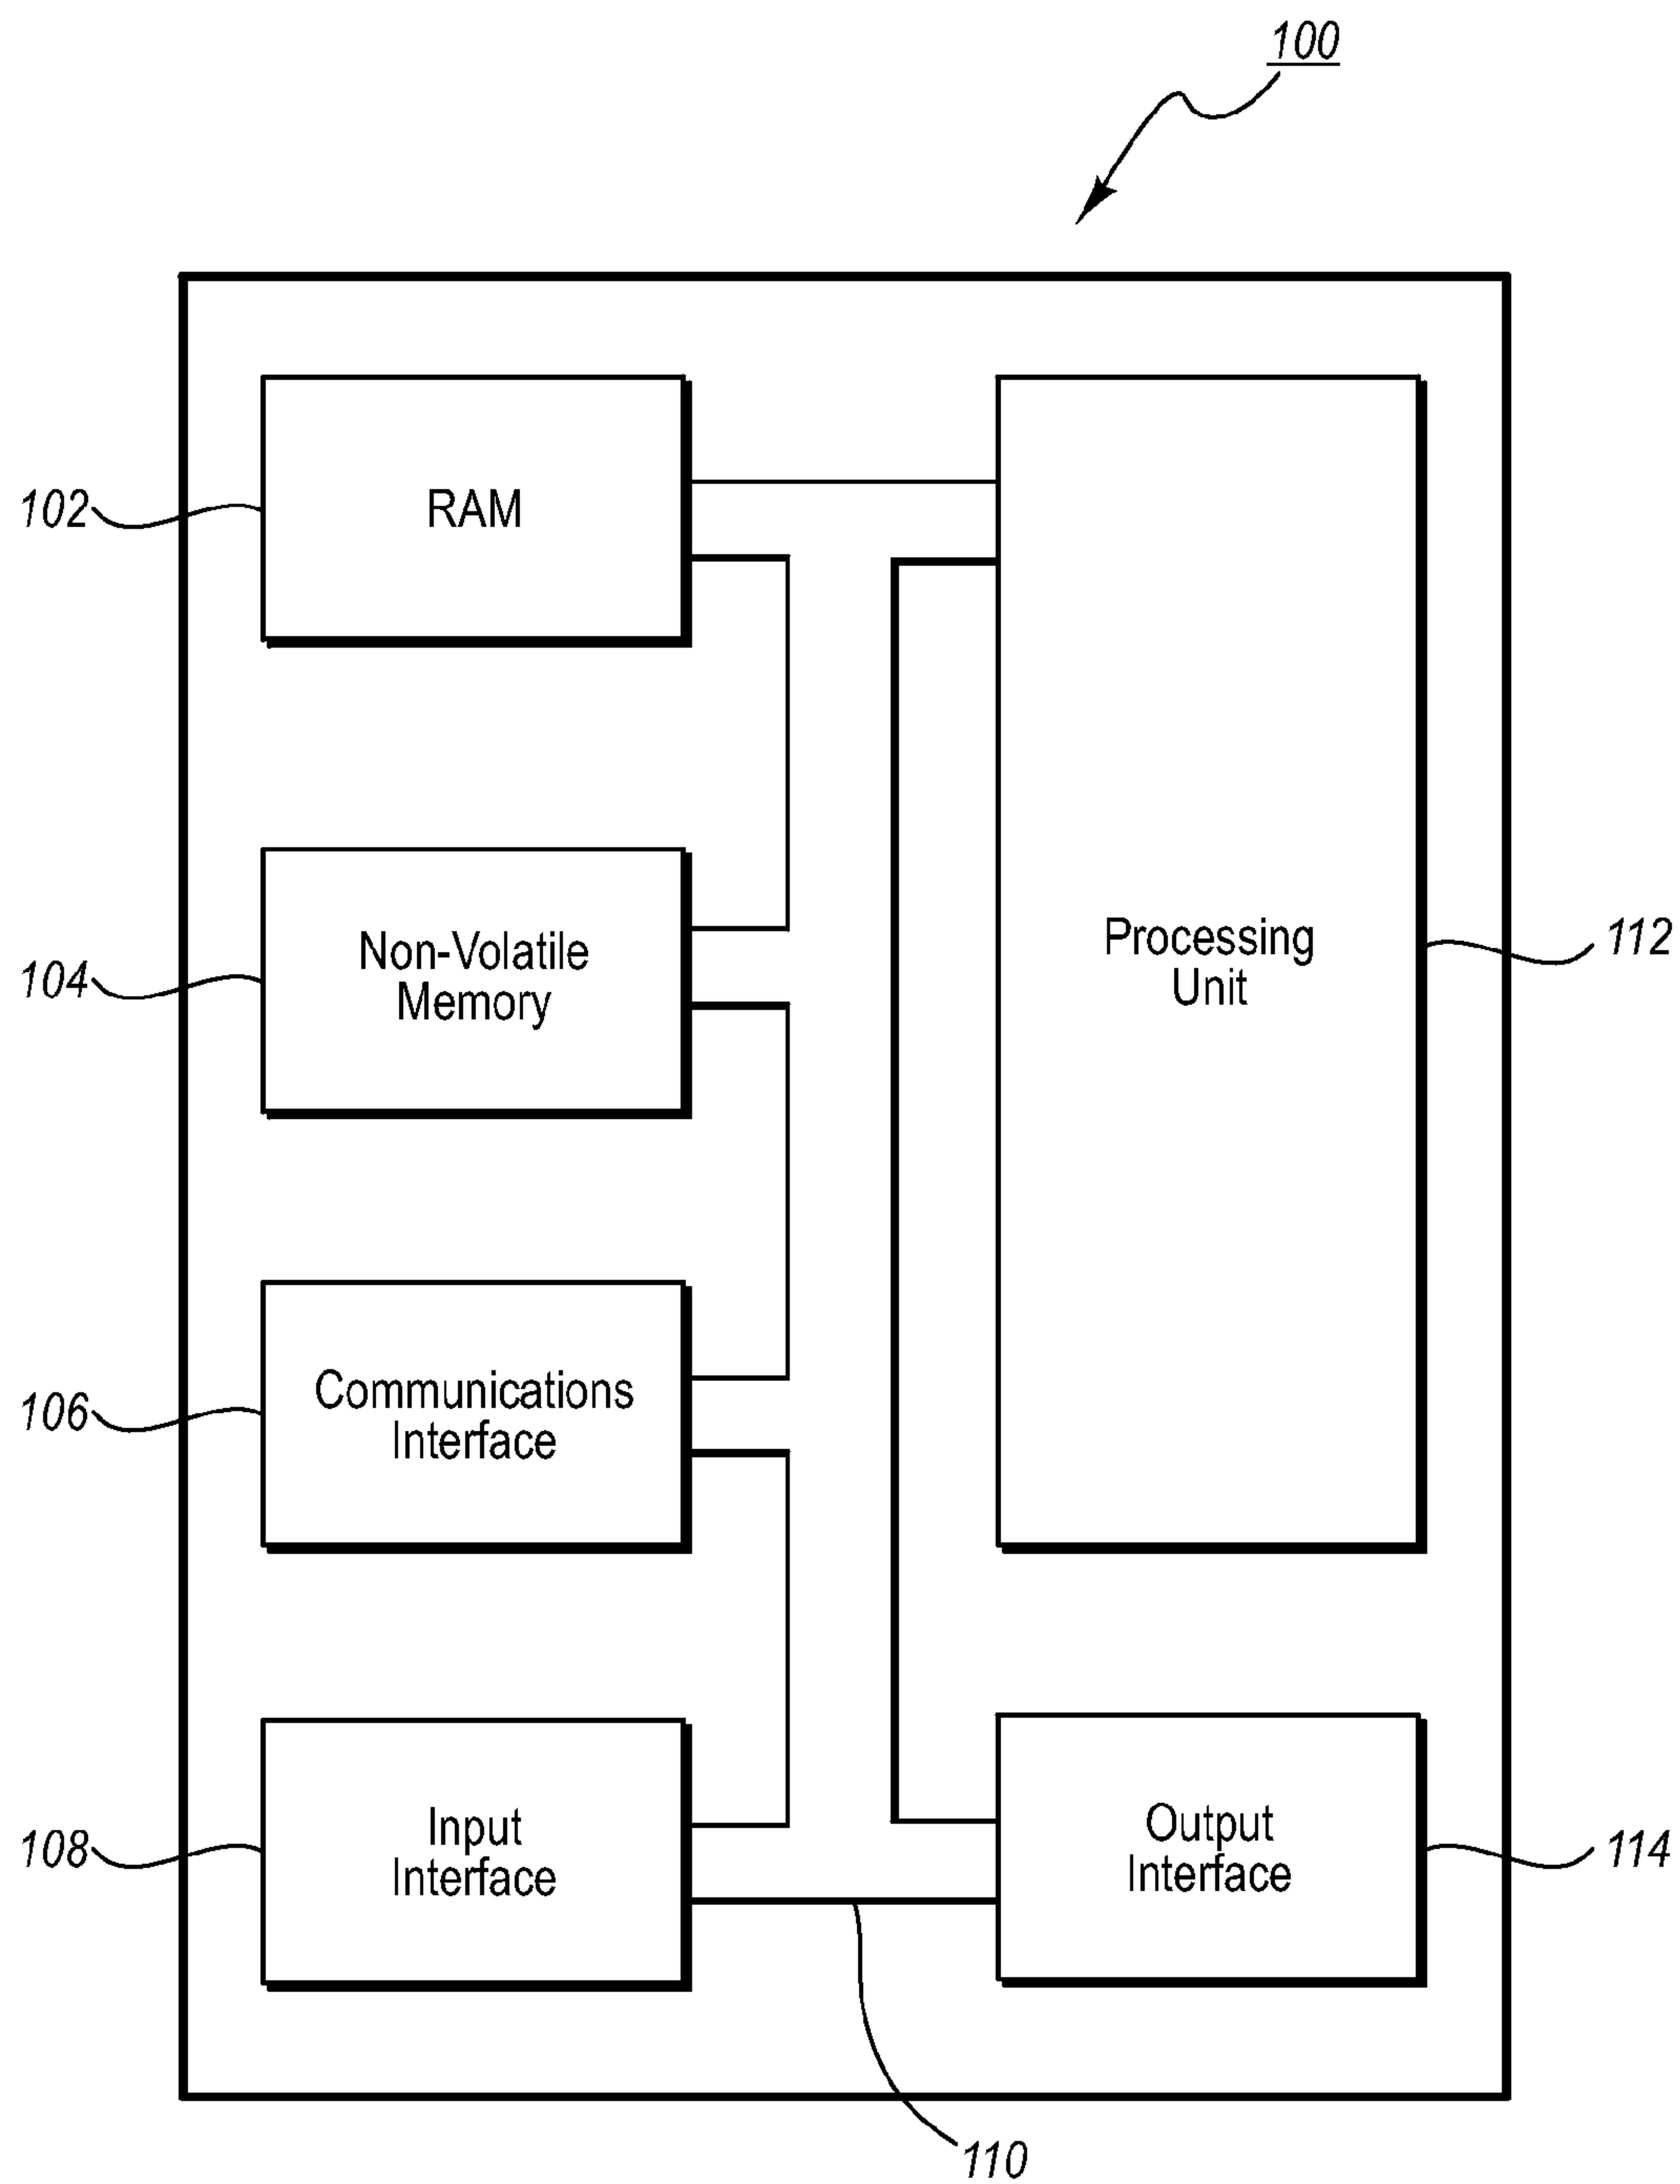 100
102
RAM
104
Non-Volatile
Memory
Processing
Unit
112
106
Communications
Interface
108
Input
Interface
Output
Interface
114
110